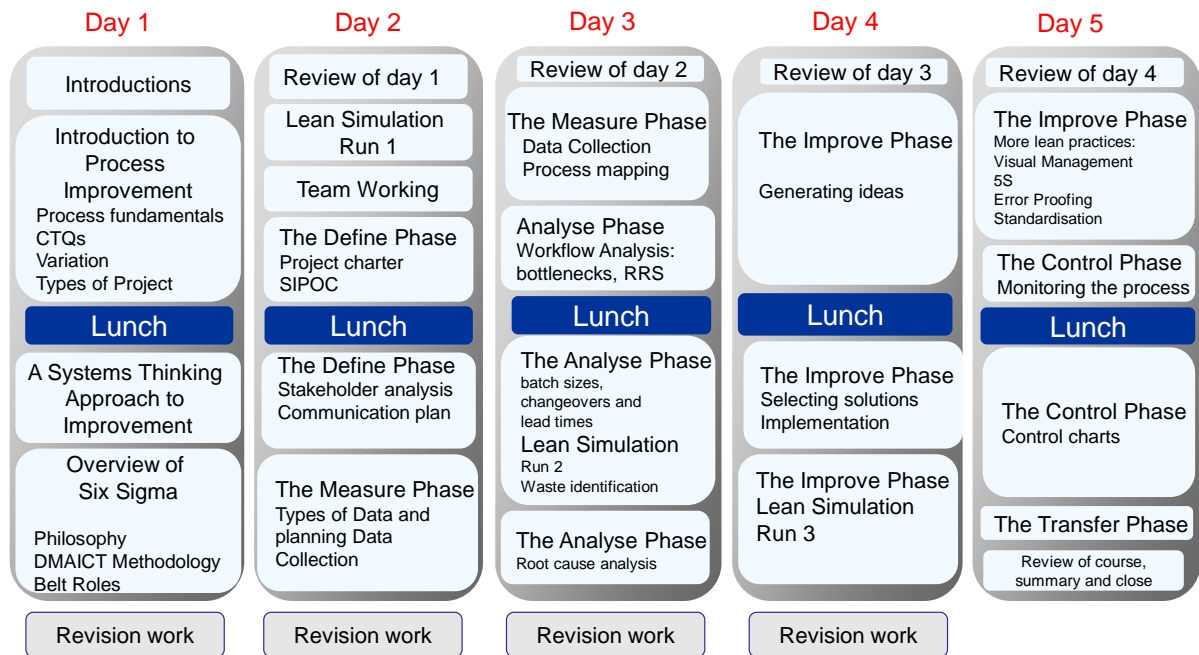 Day 1
Introductions
Introduction to
Process
Improvement
Process fundamentals
CTQs
Variation
Types of Project
Lunch
A Systems Thinking
Approach to
Improvement
Overview of
Six Sigma
Philosophy
DMAICT Methodology
Belt Roles
Revision work
Day 2
Review of day 1
Lean Simulation
Run 1
Team Working
The Define Phase
Project charter
SIPOC
Lunch
The Define Phase
Stakeholder analysis
Communication plan
The Measure Phase
Types of Data and
planning Data
Collection
Revision work
Day 3
Review of day 2
The Measure Phase
Data Collection
Process mapping
Analyse Phase
Workflow Analysis:
bottlenecks, RRS
Lunch
The Analyse Phase
batch sizes,
changeovers and
lead times
Lean Simulation
Run 2
Waste identification
The Analyse Phase
Root cause analysis
Revision work
Day 4
Review of day 3
The Improve Phase
Generating ideas
Lunch
The Improve Phase
Selecting solutions
Implementation
The Improve Phase
Lean Simulation
Run 3
Revision work
Day 5
Review of day 4
The Improve Phase
More lean practices:
Visual Management
5S
Error Proofing
Standardisation
The Control Phase
Monitoring the process
Lunch
The Control Phase
Control charts
The Transfer Phase
Review of course,
summary and close